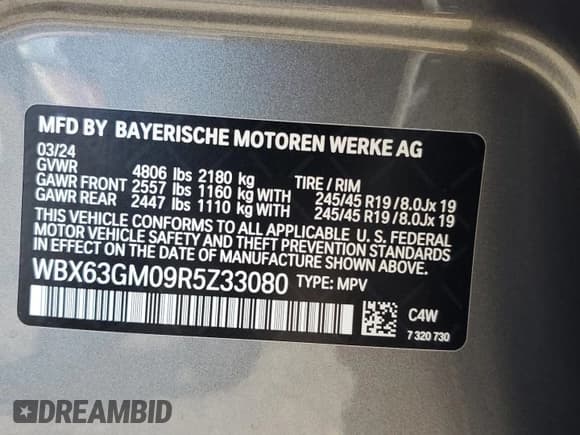 MFD BY BAYERISCHE MOTOREN WERKE AG
03/24
GVWR 4806 lbs 2180 kg TIRE / RIM
GAWR FRONT 2557 lbs 1160 kg WITH 245/45 R19 /8.0Jx 19
GAWR REAR 2447 lbs 1110 kg WITH 245/45 R19 /8.0Jx 19
THIS VEHICLE CONFORMS TO ALL APPLICABLE U. S. FEDERAL
MOTOR VEHICLE SAFETY AND THEFT PREVENTION STANDARDS
IN EFFECT ON THE DATE OF MANUFACTURE SHOWN ABOVE.
WBX63GM09R5Z33080 TYPE: MPV
C4W
7 320 730
DREAMBID